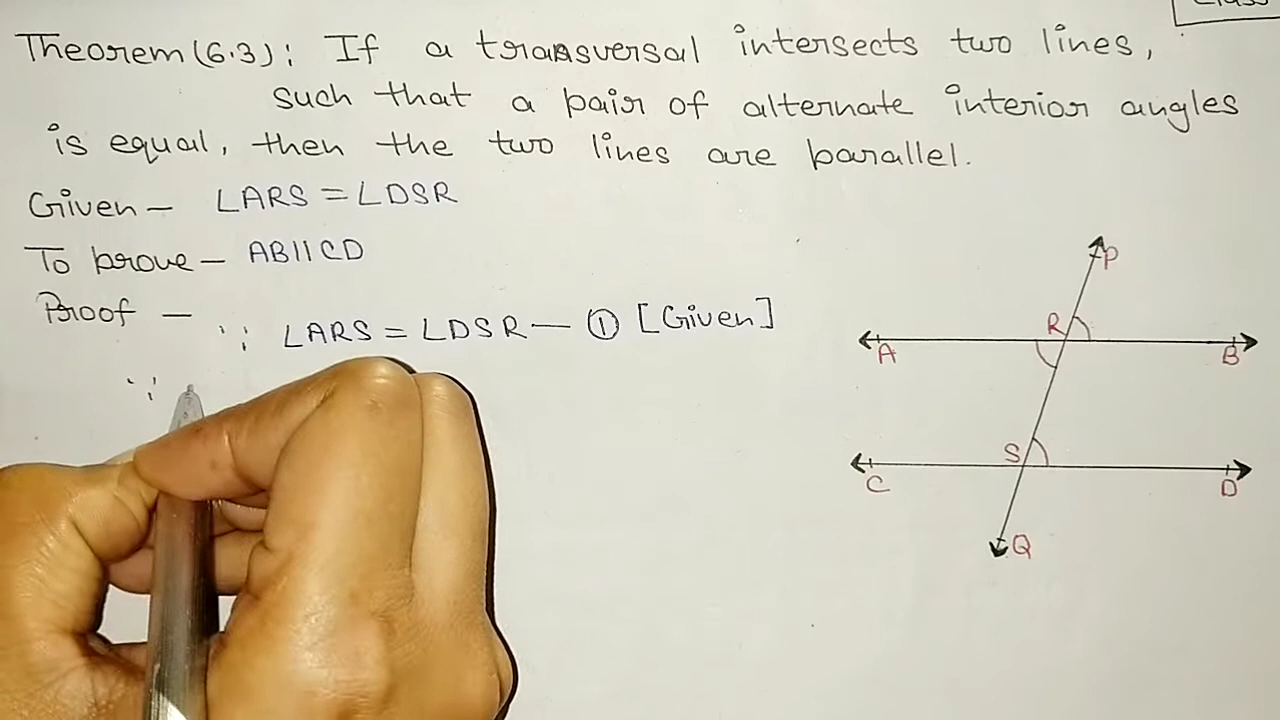 Class
Theorem (6.3): If a transversal intersects two lines,
such that a pair of alternate interior angles
is equal, then the two lines are parallel.
Given – ∠ARS = ∠DSR
To prove – AB || CD
Proof –
∵ ∠ARS = ∠DSR — ① [Given]
∵
P
R
A
B
S
C
D
Q